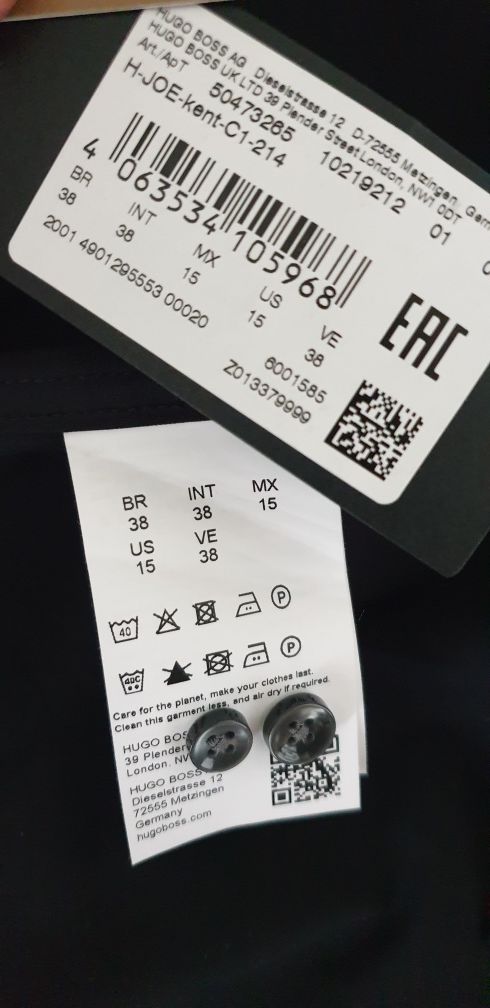 HUGO BOSS AG Dieselstrasse 12 D-72555 Metzingen, Germ
HUGO BOSS UK LTD 39 Plender Street London, NW1 0DT
Art./ApT 50473265 10219212 01
H-JOE-kent-C1-214
4 063534 105968
BR INT MX US VE
38 38 15 15 38
2001 4901295553 00020
6001585
Z013379999
EAC
BR INT MX
38 38 15
US VE
15 38
40 P
40C P
Care for the planet, make your clothes last.
Clean this garment less, and air dry if required.
HUGO BOS
39 Plender
London, NW
HUGO BOSS
Dieselstrasse 12
72555 Metzingen
Germany
hugoboss.com